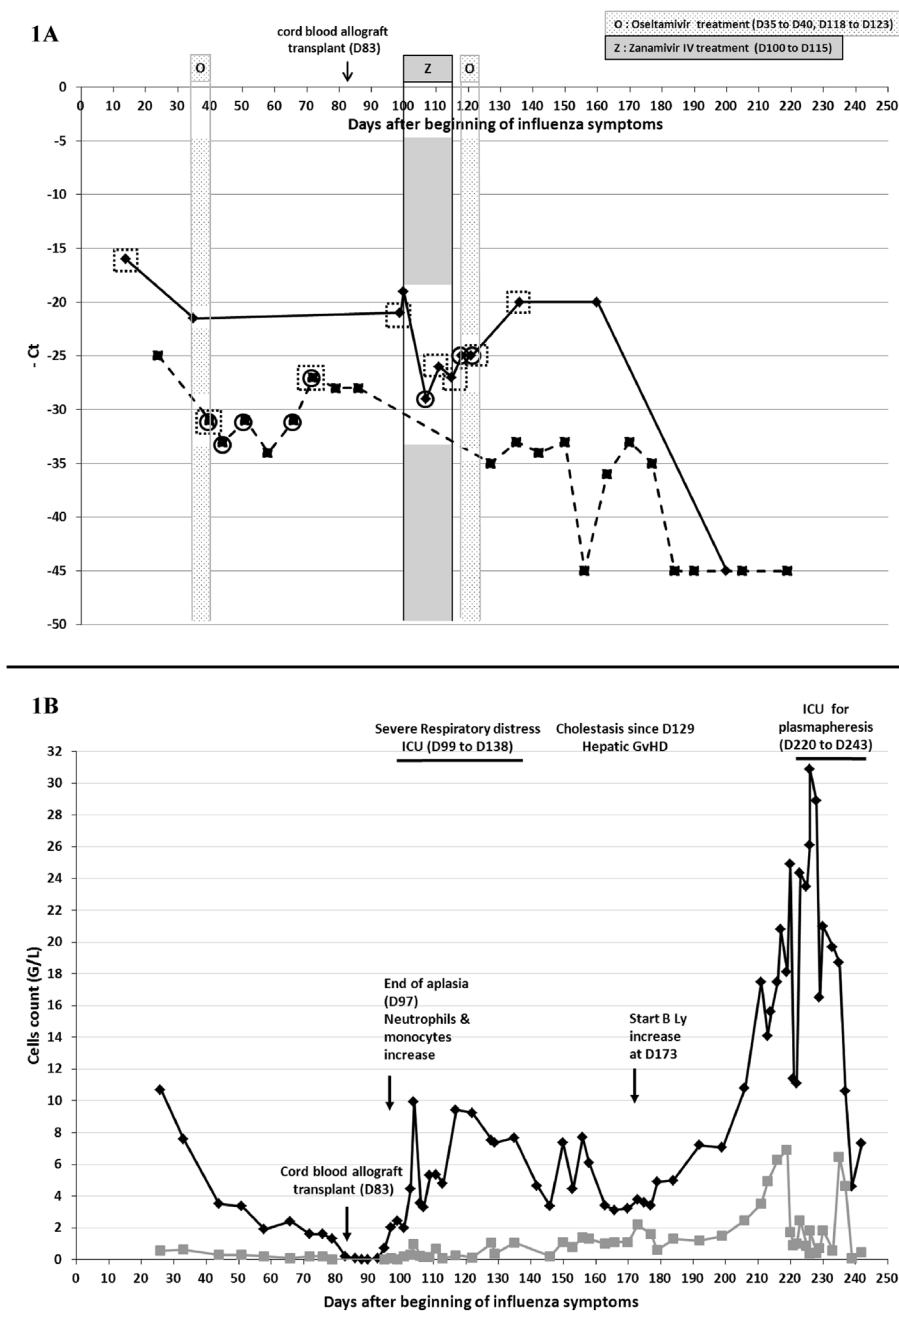 1A
cord blood allograft
transplant (D83)
O : Oseltamivir treatment (D35 to D40, D118 to D123)
Z : Zanamivir IV treatment (D100 to D115)
O
Z
O
0
0 10 20 30 40 50 60 70 80 90 100 110 120 130 140 150 160 170 180 190 200 210 220 230 240 250
Days after beginning of influenza symptoms
-5
-10
-15
-20
-25
-30
-35
-40
-45
-50
- Ct
1B
Severe Respiratory distress
ICU (D99 to D138)
Cholestasis since D129
Hepatic GvHD
ICU for
plasmapheresis
(D220 to D243)
32
30
28
26
24
22
20
18
16
14
12
10
8
6
4
2
0
Cells count (G/L)
End of aplasia
(D97)
Neutrophils &
monocytes
increase
Start B Ly
increase
at D173
Cord blood allograft
transplant (D83)
0 10 20 30 40 50 60 70 80 90 100 110 120 130 140 150 160 170 180 190 200 210 220 230 240 250
Days after beginning of influenza symptoms